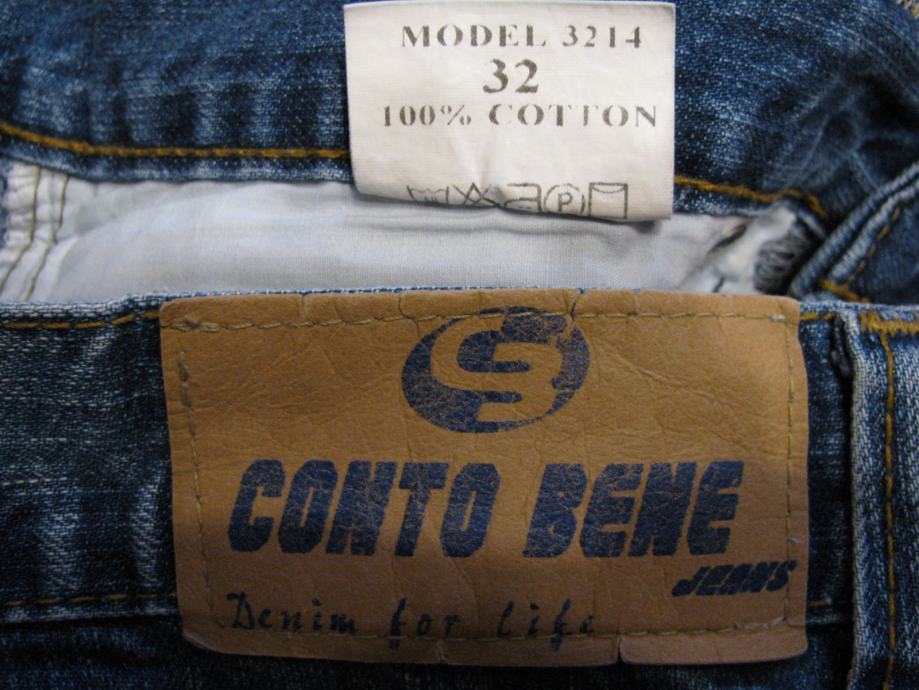 MODEL 3214
32
100% COTTON
P
CONTO BENE
JEANS
Denim for life